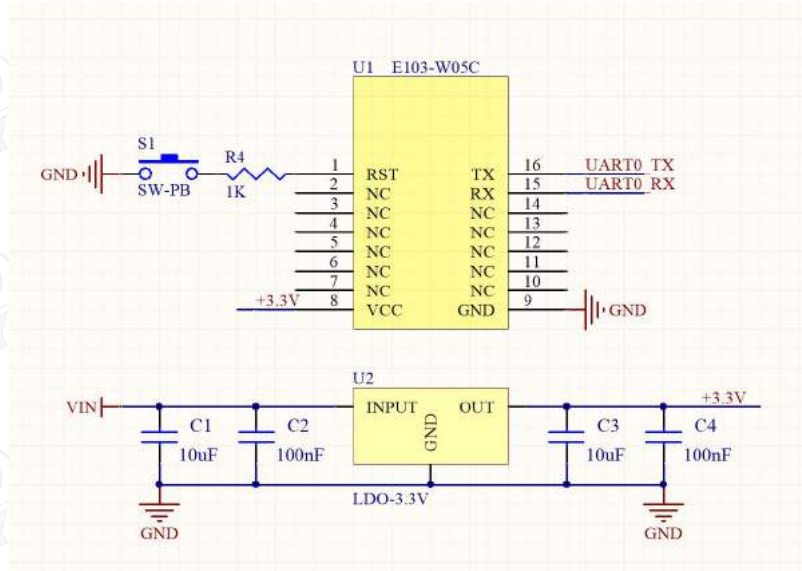 U1 E103-W05C
S1
R4
GND
SW-PB
1K
1 RST TX 16 UART0_TX
2 NC RX 15 UART0_RX
3 NC NC 14
4 NC NC 13
5 NC NC 12
6 NC NC 11
7 NC NC 10
+3.3V 8 VCC GND 9 GND
U2
VIN INPUT OUT +3.3V
GND
C1 C2 C3 C4
10uF 100nF 10uF 100nF
LDO-3.3V
GND GND